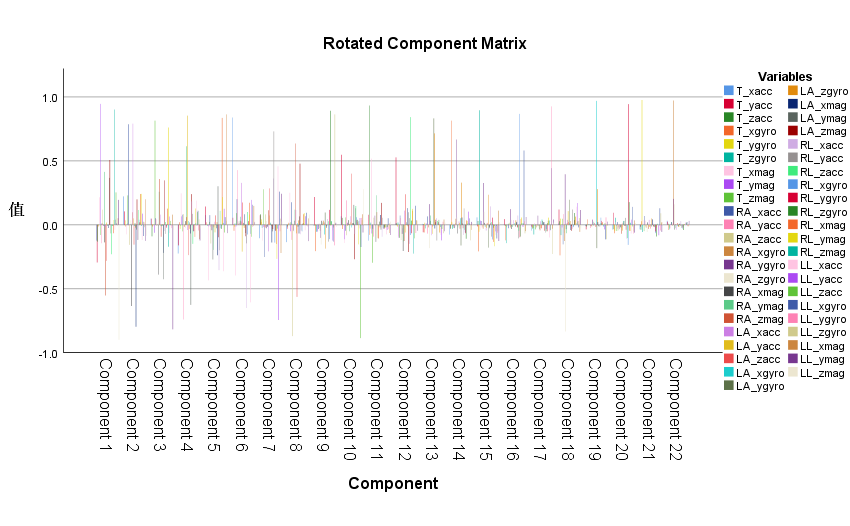 Rotated Component Matrix
Variables
T_xacc
T_yacc
T_zacc
T_xgyro
T_ygyro
T_zgyro
T_xmag
T_ymag
T_zmag
RA_xacc
RA_yacc
RA_zacc
RA_xgyro
RA_ygyro
RA_zgyro
RA_xmag
RA_ymag
RA_zmag
LA_xacc
LA_yacc
LA_zacc
LA_xgyro
LA_ygyro
LA_zgyro
LA_xmag
LA_ymag
LA_zmag
RL_xacc
RL_yacc
RL_zacc
RL_xgyro
RL_ygyro
RL_zgyro
RL_xmag
RL_ymag
RL_zmag
LL_xacc
LL_yacc
LL_zacc
LL_xgyro
LL_ygyro
LL_zgyro
LL_xmag
LL_ymag
LL_zmag
值
1.0
0.5
0.0
-0.5
-1.0
Component 1
Component 2
Component 3
Component 4
Component 5
Component 6
Component 7
Component 8
Component 9
Component 10
Component 11
Component 12
Component 13
Component 14
Component 15
Component 16
Component 17
Component 18
Component 19
Component 20
Component 21
Component 22
Component